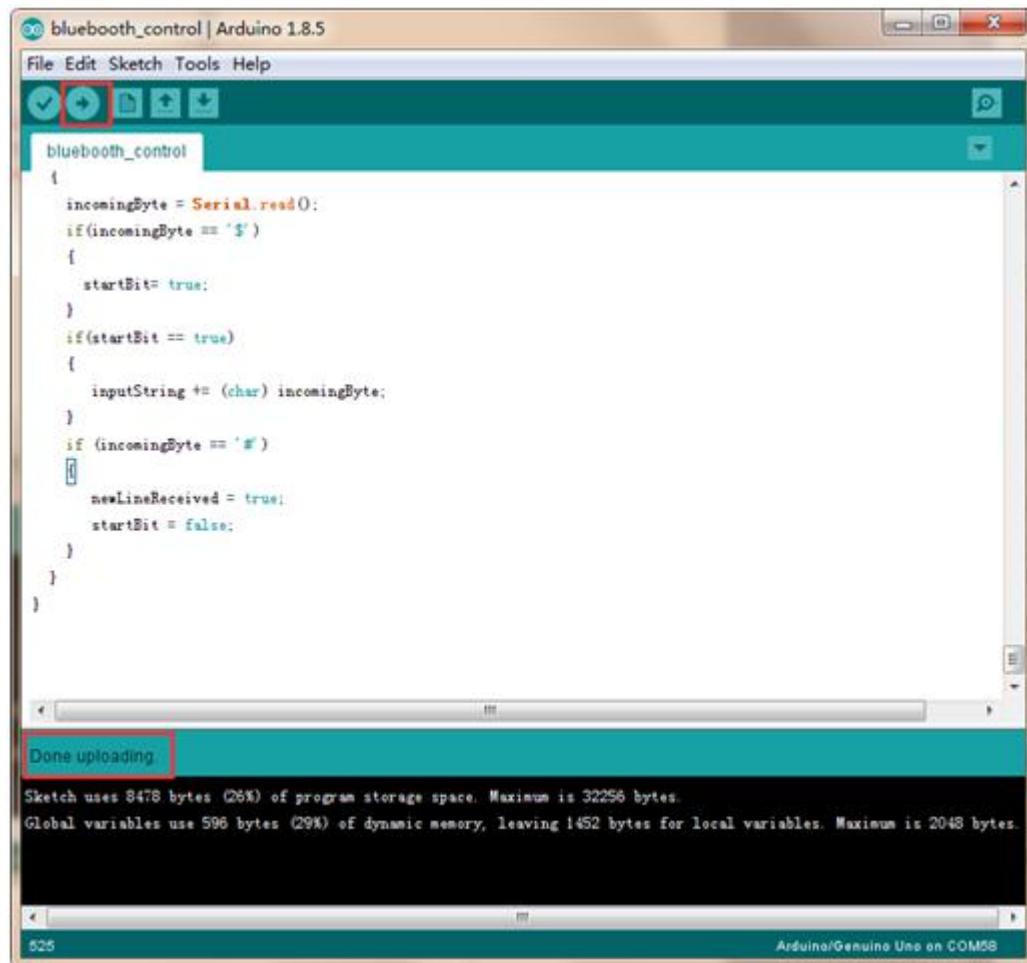 bluebooth_control | Arduino 1.8.5
File Edit Sketch Tools Help
bluebooth_control
{
incomingByte = Serial.read();
if(incomingByte == '$')
{
startBit= true;
}
if(startBit == true)
{
inputString += (char) incomingByte;
}
if (incomingByte == '#')
{
newLineReceived = true;
startBit = false;
}
}
}
Done uploading.
Sketch uses 8478 bytes (26%) of program storage space. Maximum is 32256 bytes.
Global variables use 596 bytes (29%) of dynamic memory, leaving 1452 bytes for local variables. Maximum is 2048 bytes.
525 Arduino/Genuino Uno on COM58